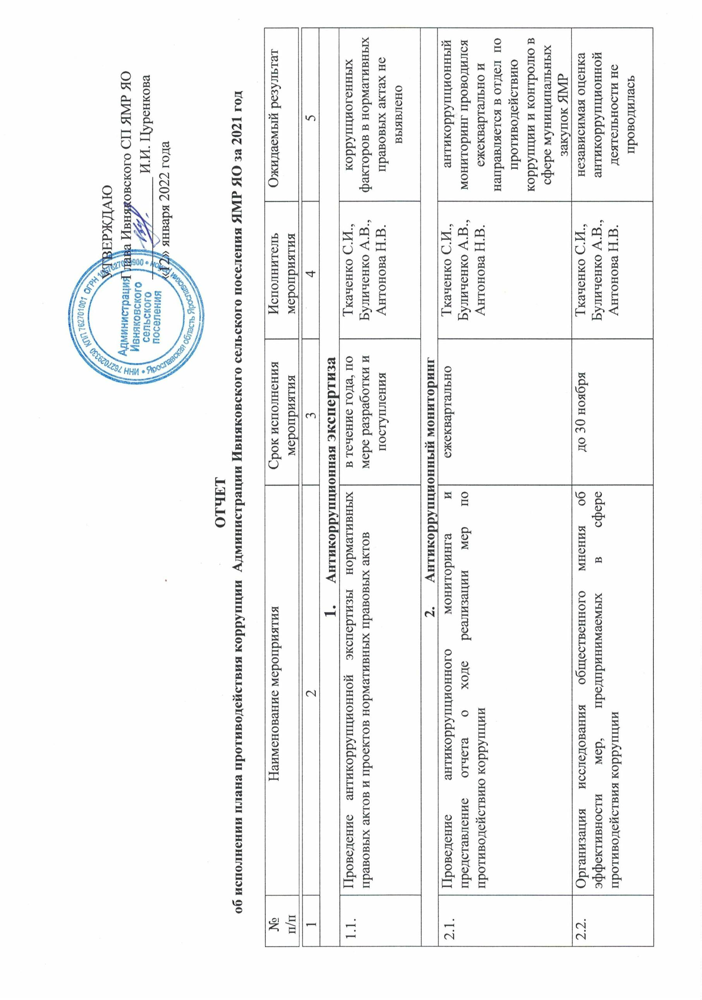 УТВЕРЖДАЮ
Глава Ивняковского СП ЯМР ЯО
И.И. Цуренкова
«12» января 2022 года
ИНН 7627029330 КПП 762701001 ОГРН
Ярославская область Ярославский район
Администрация
Ивняковского
сельского
поселения
ОТЧЕТ
об исполнении плана противодействия коррупции Администрации Ивняковского сельского поселения ЯМР ЯО за 2021 год
№
п/п
Наименование мероприятия
Срок исполнения
мероприятия
Исполнитель
мероприятия
Ожидаемый результат
1
2
3
4
5
1. Антикоррупционная экспертиза
1.1.
Проведение антикоррупционной экспертизы нормативных
правовых актов и проектов нормативных правовых актов
в течение года, по
мере разработки и
поступления
Ткаченко С.И.,
Буличенко А.В.,
Антонова Н.В.
коррупциогенных
факторов в нормативных
правовых актах не
выявлено
2. Антикоррупционный мониторинг
2.1.
Проведение антикоррупционного мониторинга и
представление отчета о ходе реализации мер по
противодействию коррупции
ежеквартально
Ткаченко С.И.,
Буличенко А.В.,
Антонова Н.В.
антикоррупционный
мониторинг проводился
ежеквартально и
направляется в отдел по
противодействию
коррупции и контролю в
сфере муниципальных
закупок ЯМР
2.2.
Организация исследования общественного мнения об
эффективности мер, предпринимаемых в сфере
противодействия коррупции
до 30 ноября
Ткаченко С.И.,
Буличенко А.В.,
Антонова Н.В.
независимая оценка
антикоррупционной
деятельности не
проводилась